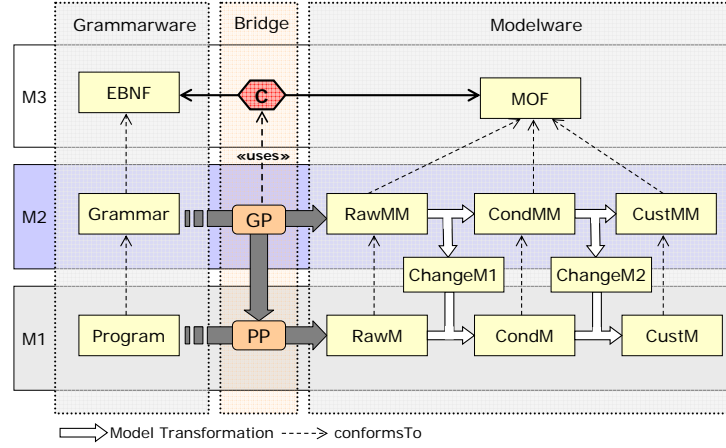 Grammarware Bridge Modelware
M3 EBNF C MOF
«uses»
M2 Grammar GP RawMM CondMM CustMM
ChangeM1 ChangeM2
M1 Program PP RawM CondM CustM
Model Transformation conformsTo